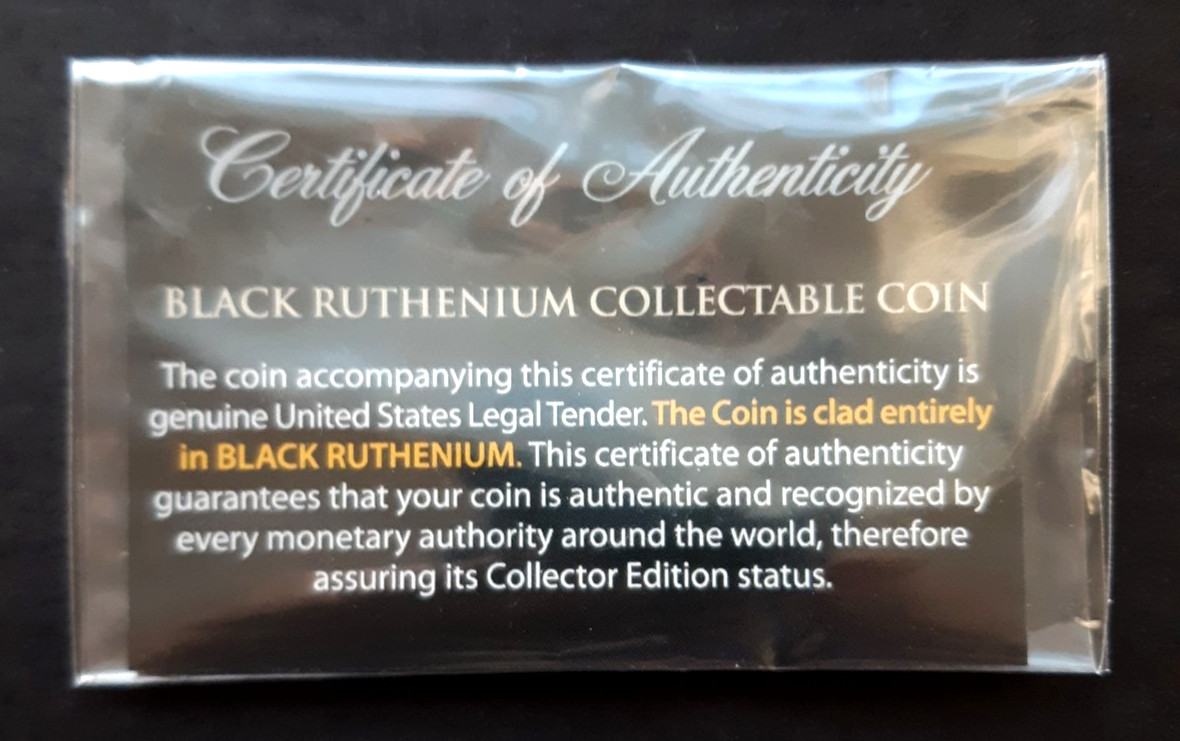 Certificate of Authenticity
BLACK RUTHENIUM COLLECTABLE COIN
The coin accompanying this certificate of authenticity is
genuine United States Legal Tender. The Coin is clad entirely
in BLACK RUTHENIUM. This certificate of authenticity
guarantees that your coin is authentic and recognized by
every monetary authority around the world, therefore
assuring its Collector Edition status.